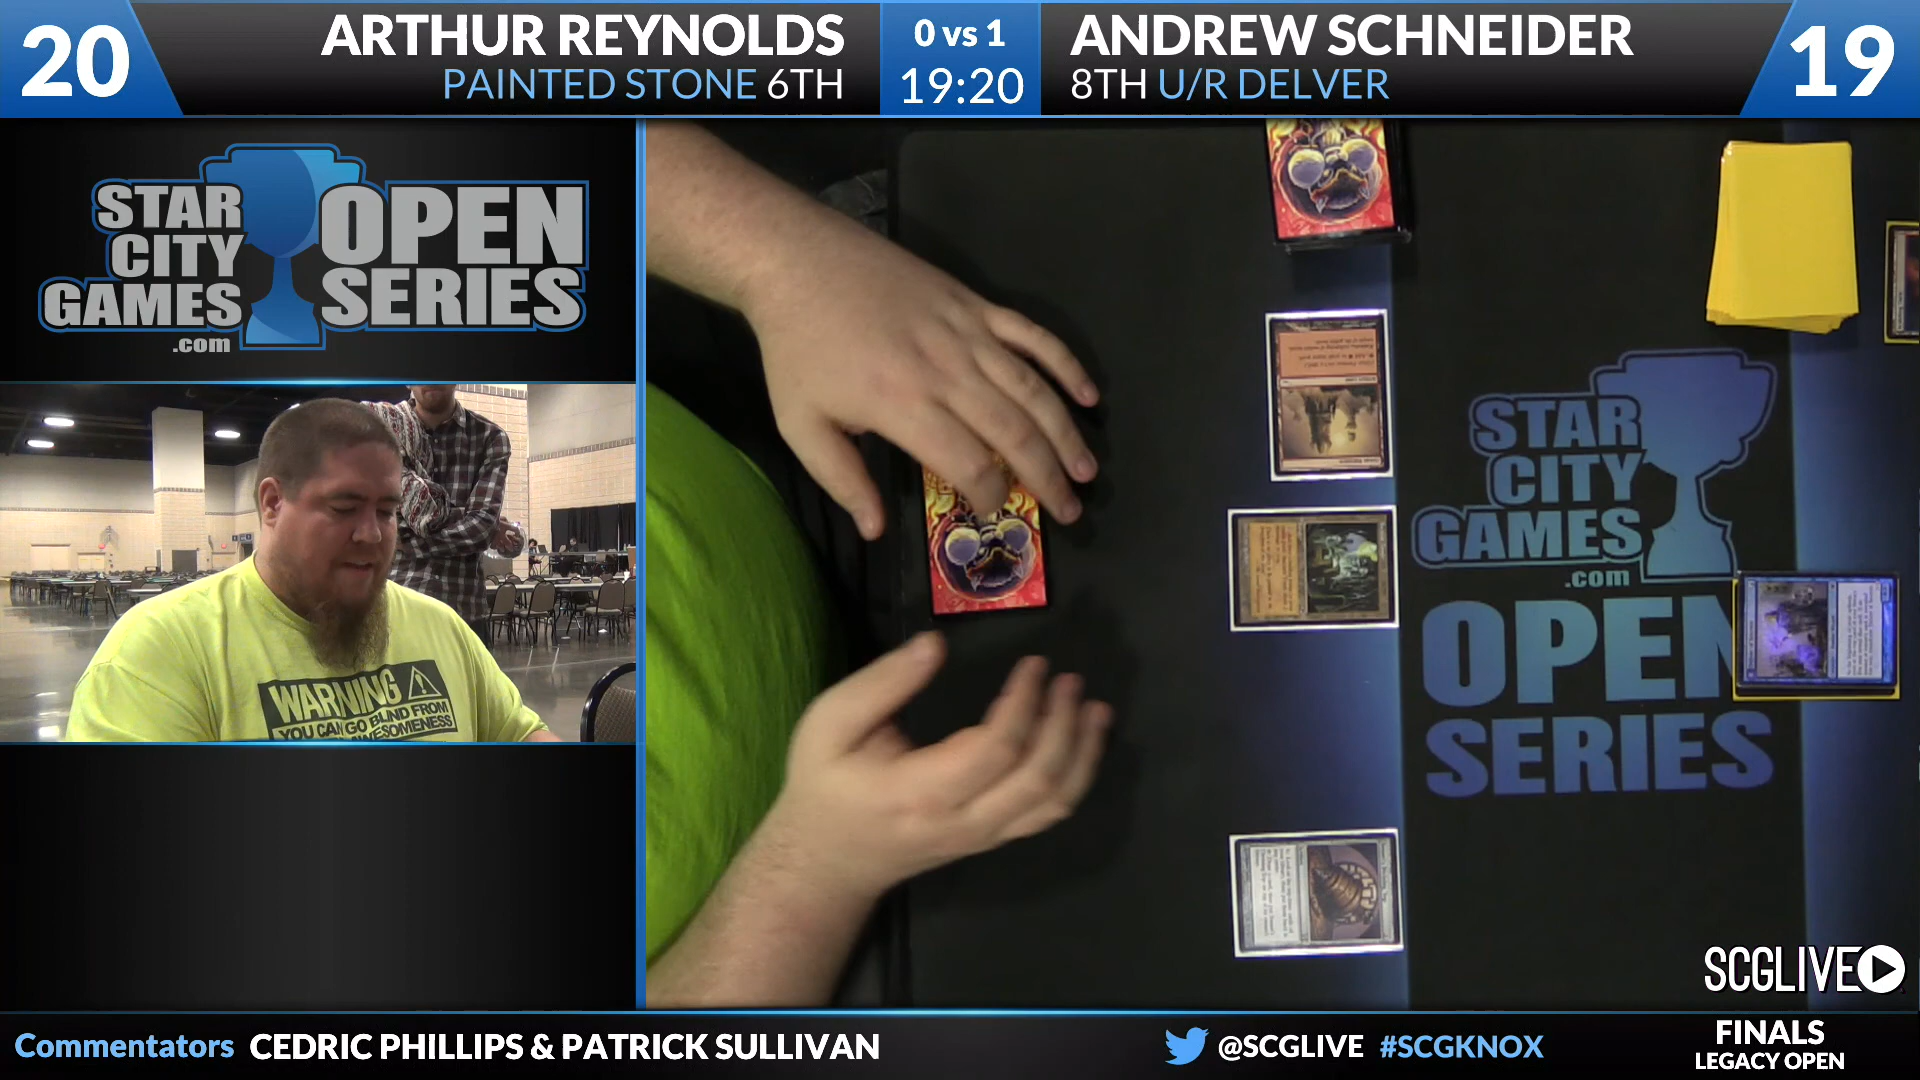 20
ARTHUR REYNOLDS
PAINTED STONE 6TH
0 vs 1
19:20
ANDREW SCHNEIDER
8TH U/R DELVER
19
STAR
CITY
GAMES
.com
OPEN
SERIES
WARNING
YOU CAN GO BLIND FROM
AWESOMENESS
STAR
CITY
GAMES
.com
OPEN
SERIES
SCGLIVE
Commentators CEDRIC PHILLIPS & PATRICK SULLIVAN
@SCGLIVE #SCGKNOX
FINALS
LEGACY OPEN